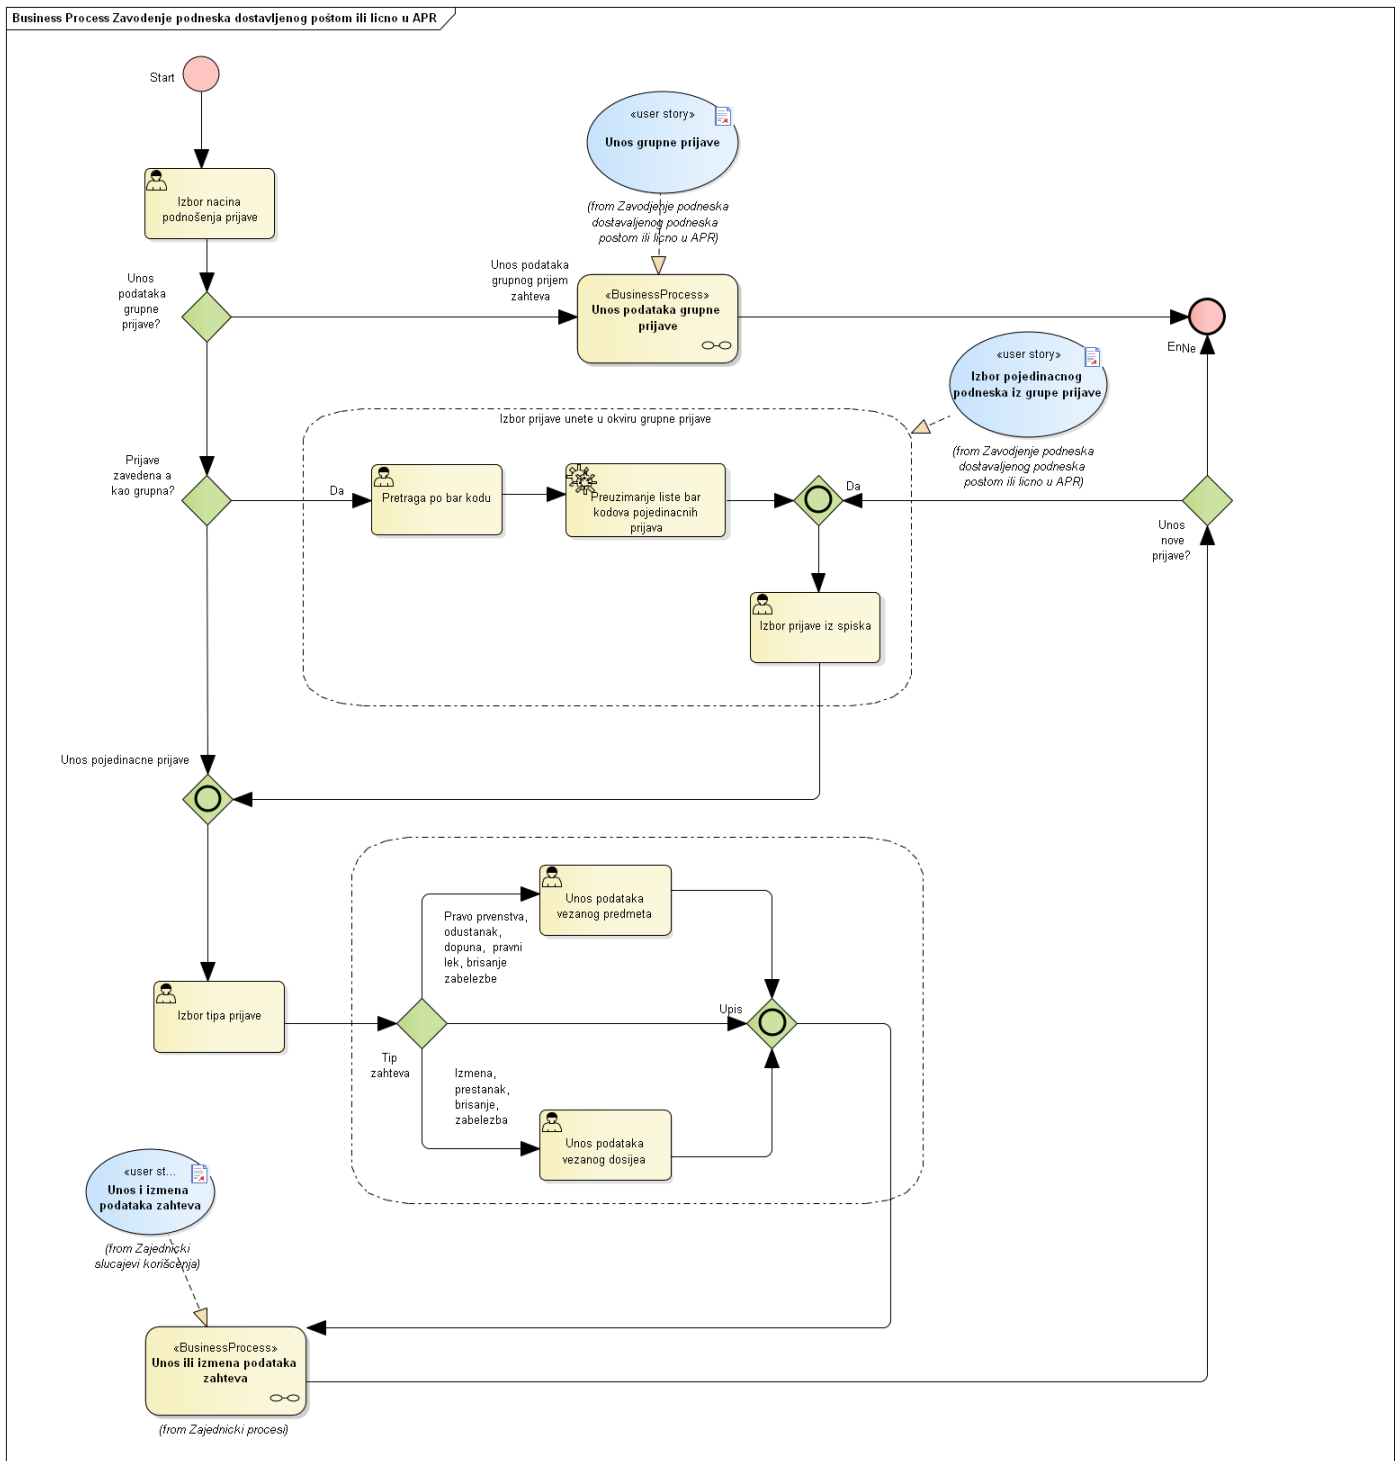 Business Process Zavodenje podneska dostavljenog poštom ili licno u APR
Start
«user story»
Unos grupne prijave
(from Zavodjenje podneska
dostavaljenog podneska
postom ili licno u APR)
Izbor nacina
podnošenja prijave
Unos
podataka
grupne
prijave?
Unos podataka
grupnog prijem
zahteva
«BusinessProcess»
Unos podataka grupne
prijave
En
Ne
«user story»
Izbor pojedinacnog
podneska iz grupe prijave
(from Zavodjenje podneska
dostavaljenog podneska
postom ili licno u APR)
Izbor prijave unete u okviru grupne prijave
Prijave
zavedena a
kao grupna?
Da
Pretraga po bar kodu
Preuzimanje liste bar
kodova pojedinacnih
prijava
Da
Unos
nove
prijave?
Izbor prijave iz spiska
Unos pojedinacne prijave
Unos podataka
vezanog predmeta
Pravo prvenstva,
odustanak,
dopuna, pravni
lek, brisanje
zabelezbe
Izbor tipa prijave
Upis
Tip
zahteva
Izmena,
prestanak,
brisanje,
zabelezba
Unos podataka
vezanog dosijea
«user st...
Unos i izmena
podataka zahteva
(from Zajednicki
slucajevi korišcenja)
«BusinessProcess»
Unos ili izmena podataka
zahteva
(from Zajednicki procesi)